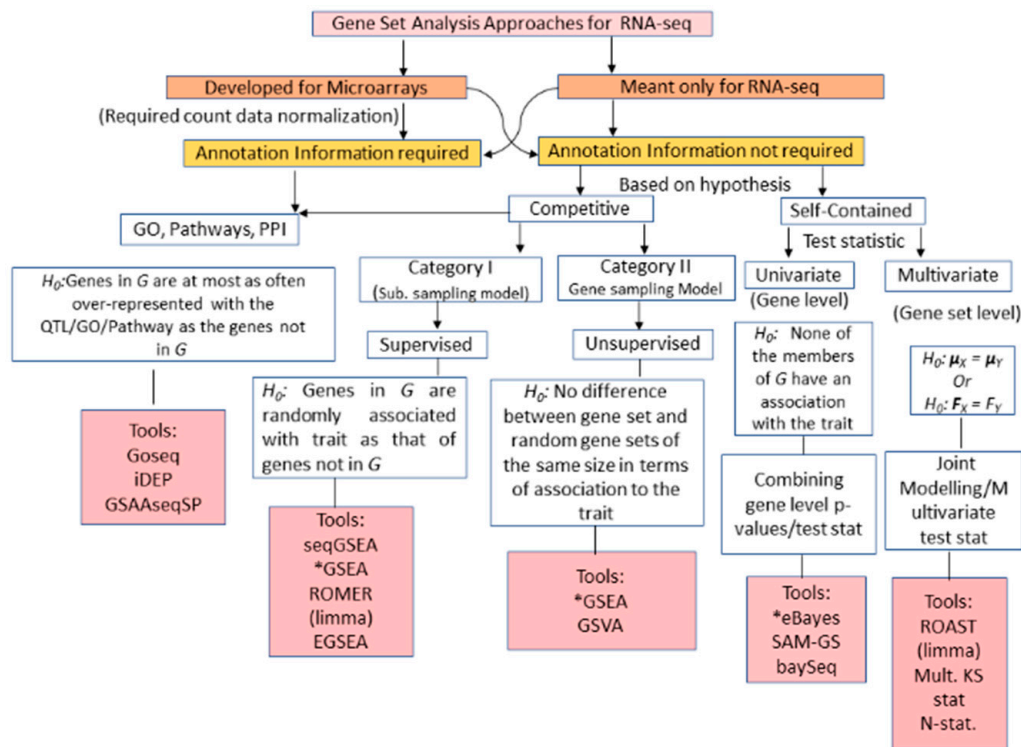 Gene Set Analysis Approaches for RNA-seq
Developed for Microarrays
Meant only for RNA-seq
(Required count data normalization)
Annotation Information required
Annotation Information not required
Based on hypothesis
Competitive
Self-Contained
GO, Pathways, PPI
Test statistic
Category I
(Sub. sampling model)
Category II
Gene sampling Model
Univariate
(Gene level)
Multivariate
(Gene set level)
H0:Genes in G are at most as often
over-represented with the
QTL/GO/Pathway as the genes not
in G
Supervised
Unsupervised
H0: None of
the members
of G have an
association
with the trait
H0: μX = μY
Or
H0: FX = FY
H0: Genes in G are
randomly associated
with trait as that of
genes not in G
H0: No difference
between gene set and
random gene sets of
the same size in terms
of association to the
trait
Combining
gene level p-
values/test stat
Joint
Modelling/M
ultivariate
test stat
Tools:
Goseq
iDEP
GSAAseqSP
Tools:
seqGSEA
*GSEA
ROMER
(limma)
EGSEA
Tools:
*GSEA
GSVA
Tools:
*eBayes
SAM-GS
baySeq
Tools:
ROAST
(limma)
Mult. KS
stat
N-stat.